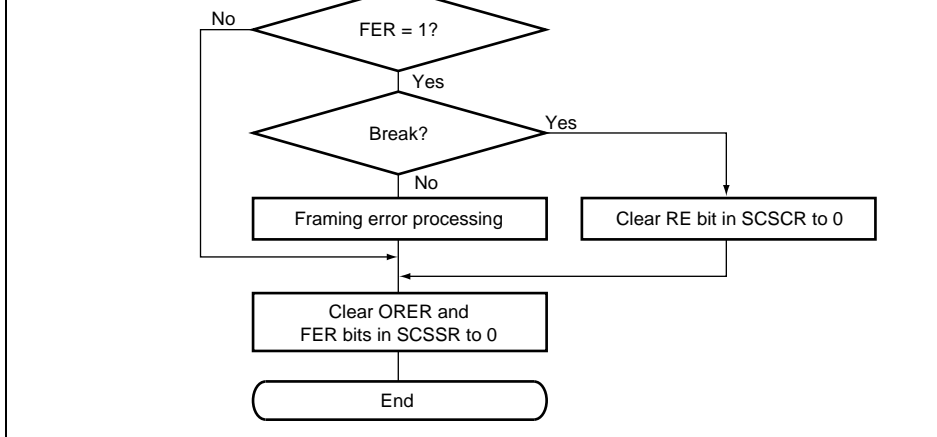 No
FER = 1?
Yes
Break?
Yes
No
Framing error processing
Clear RE bit in SCSCR to 0
Clear ORER and
FER bits in SCSSR to 0
End